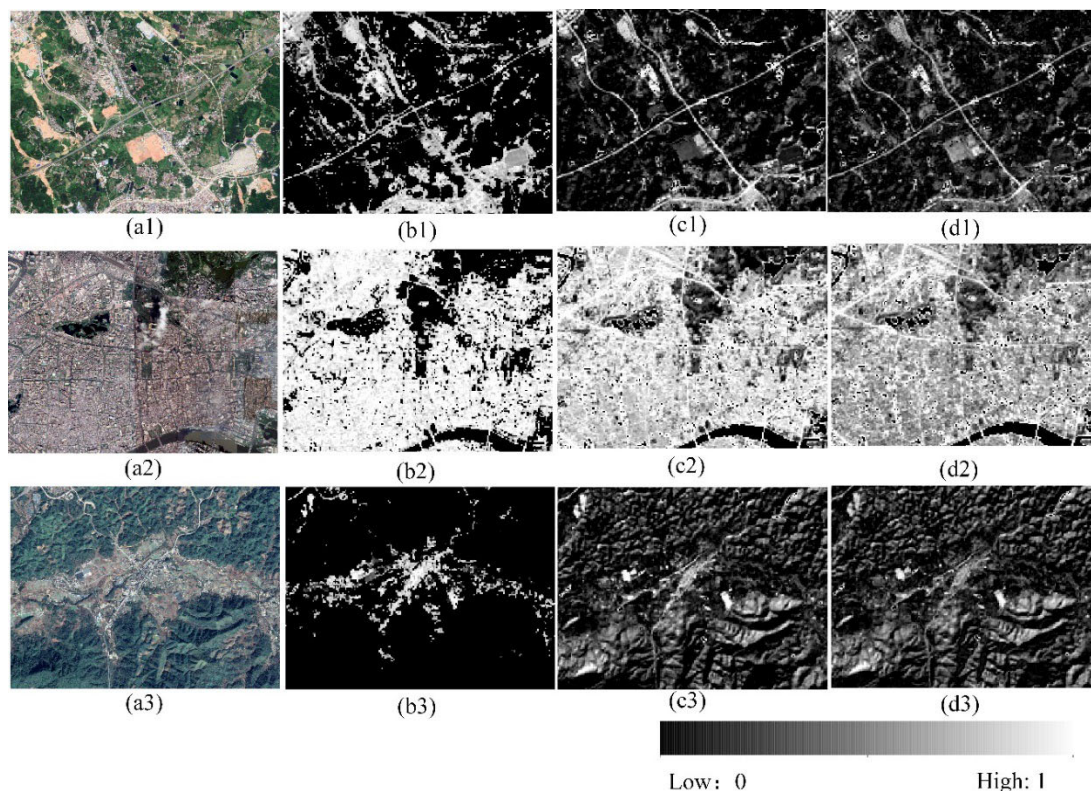 (a1) (b1) (c1) (d1)
(a2) (b2) (c2) (d2)
(a3) (b3) (c3) (d3)
Low: 0 High: 1